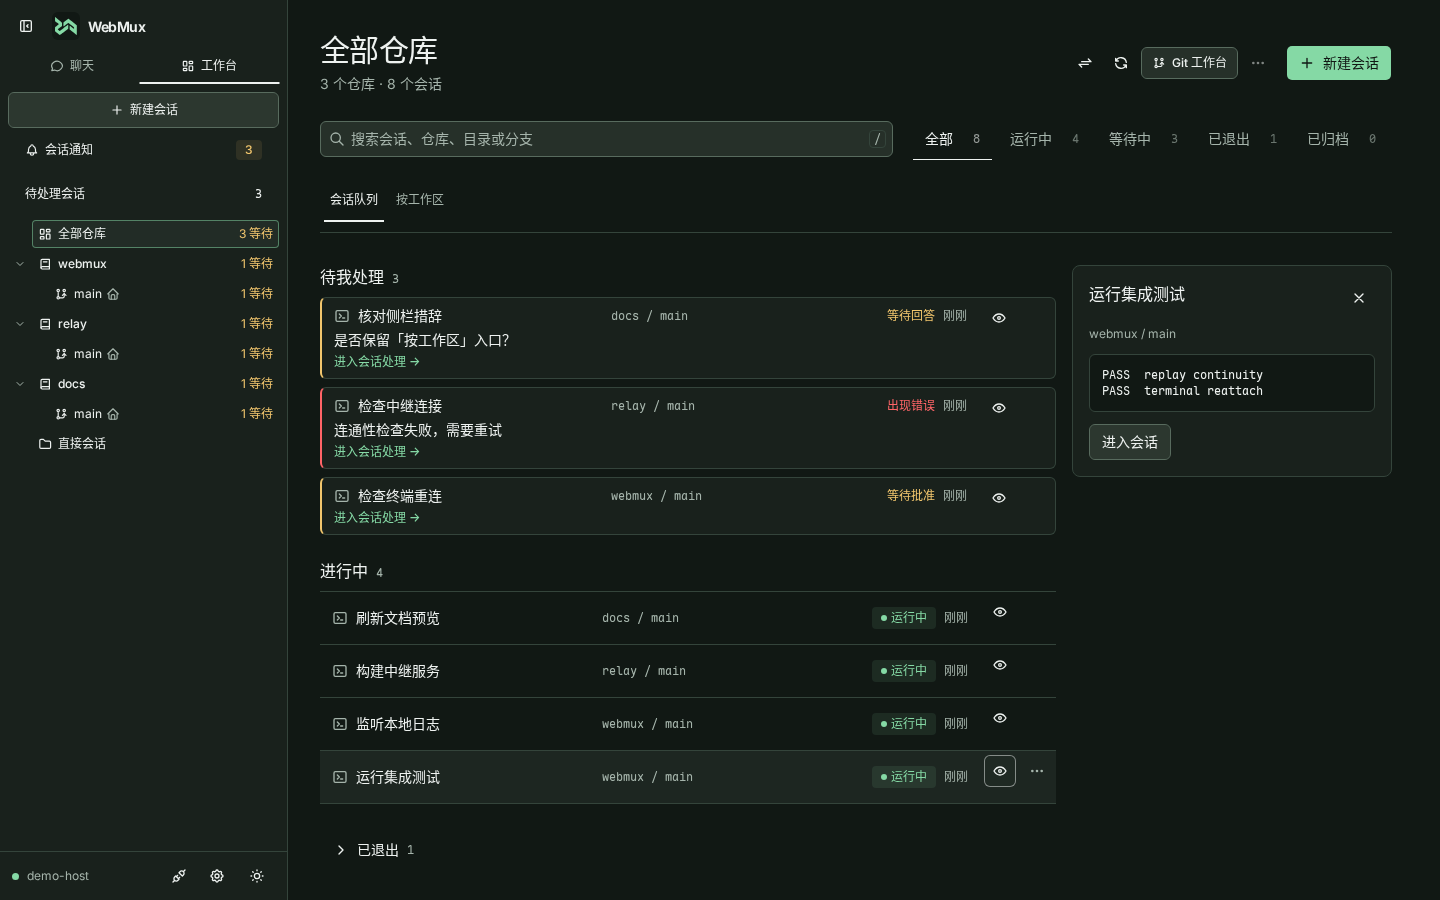 WebMux
聊天
工作台
新建会话
会话通知 3
待处理会话 3
全部仓库 3 等待
webmux 1 等待
main 1 等待
relay 1 等待
main 1 等待
docs 1 等待
main 1 等待
直接会话
demo-host
全部仓库
3 个仓库 · 8 个会话
Git 工作台
新建会话
搜索会话、仓库、目录或分支 /
全部 8 运行中 4 等待中 3 已退出 1 已归档 0
会话队列 按工作区
待我处理 3
核对侧栏措辞 docs / main 等待回答 刚刚
是否保留「按工作区」入口?
进入会话处理 →
检查中继连接 relay / main 出现错误 刚刚
连通性检查失败，需要重试
进入会话处理 →
检查终端重连 webmux / main 等待批准 刚刚
进入会话处理 →
进行中 4
刷新文档预览 docs / main 运行中 刚刚
构建中继服务 relay / main 运行中 刚刚
监听本地日志 webmux / main 运行中 刚刚
运行集成测试 webmux / main 运行中 刚刚
已退出 1
运行集成测试
webmux / main
PASS replay continuity
PASS terminal reattach
进入会话